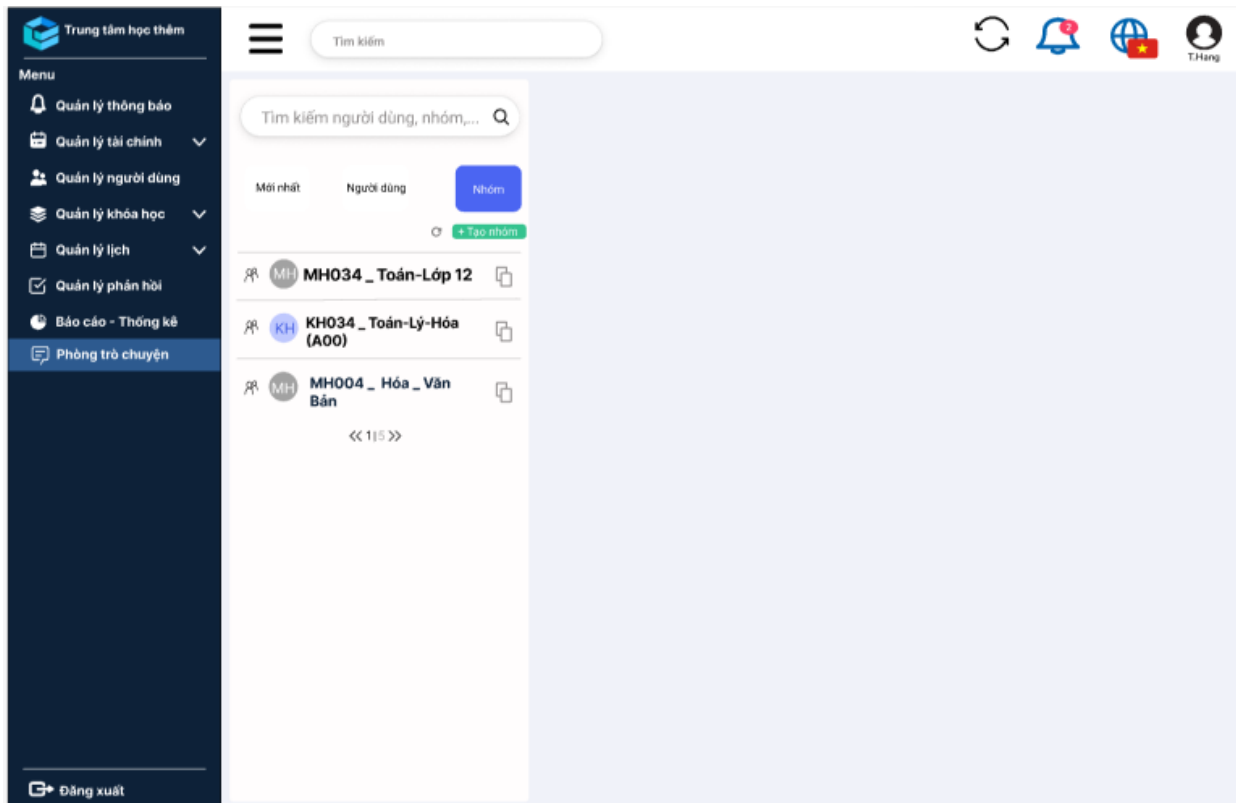 Trung tâm học thêm
Menu
Quản lý thông báo
Quản lý tài chính
Quản lý người dùng
Quản lý khóa học
Quản lý lịch
Quản lý phản hồi
Báo cáo - Thống kê
Phòng trò chuyện
Đăng xuất
Tìm kiếm
2
T.Hang
Tìm kiếm người dùng, nhóm,...
Mới nhất Người dùng Nhóm
+ Tạo nhóm
MH MH034 _ Toán-Lớp 12
KH KH034 _ Toán-Lý-Hóa
(A00)
MH MH004 _ Hóa _ Văn
Bản
<< 1||5 >>